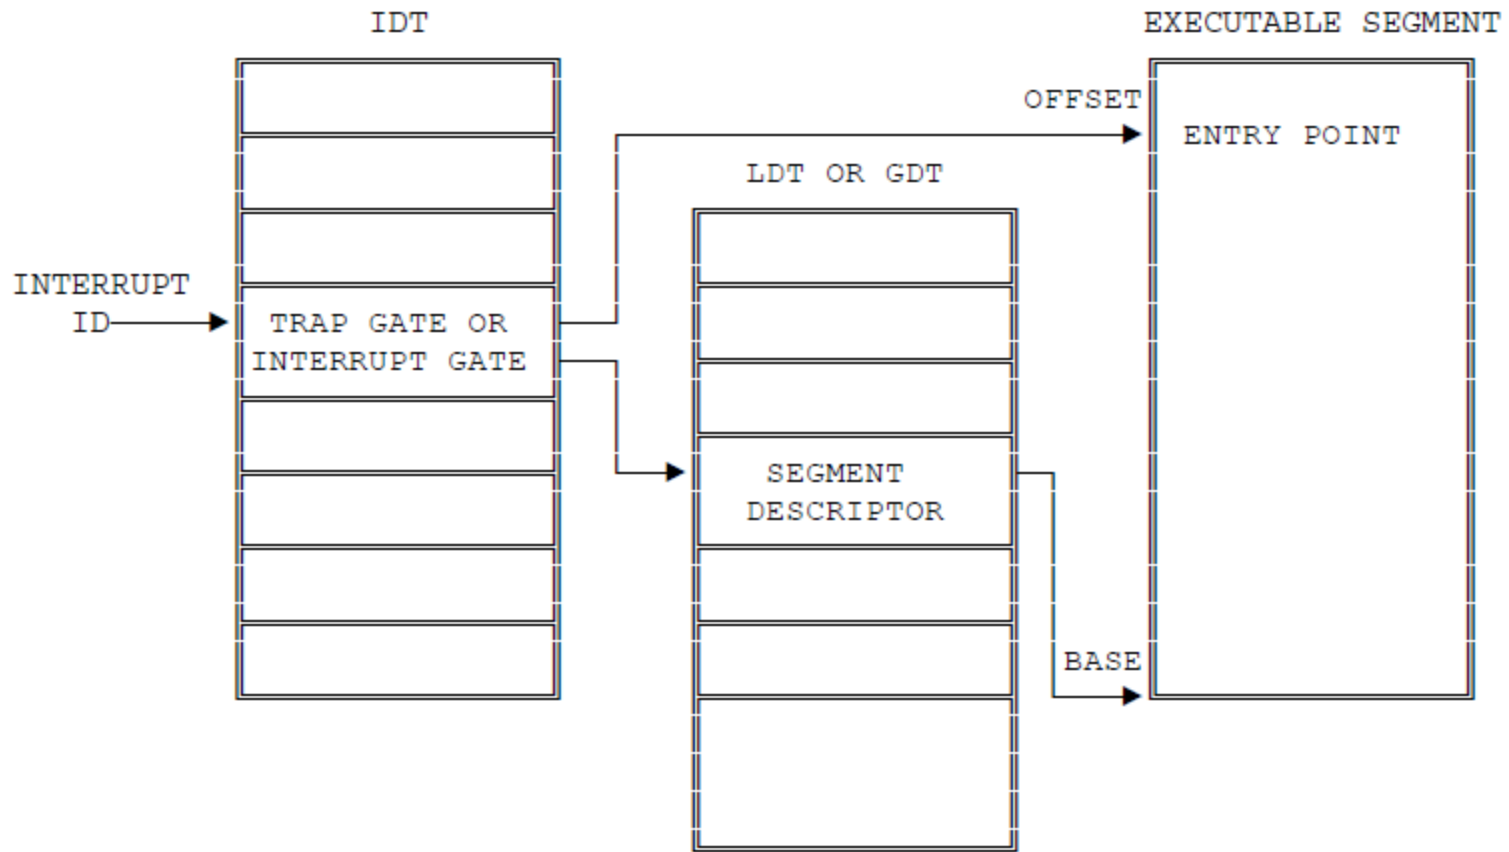 IDT
EXECUTABLE SEGMENT
OFFSET
ENTRY POINT
LDT OR GDT
INTERRUPT
ID
TRAP GATE OR
INTERRUPT GATE
SEGMENT
DESCRIPTOR
BASE